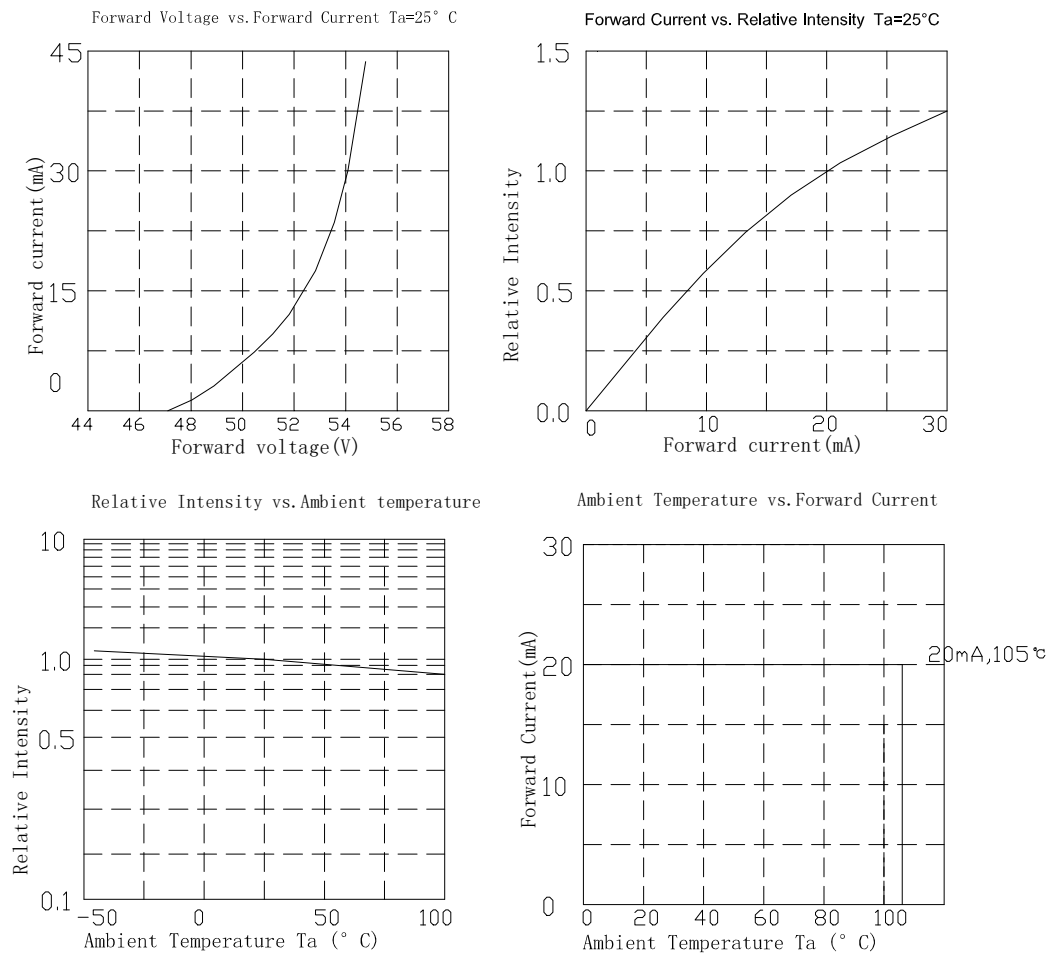 Forward Voltage vs.Forward Current Ta=25° C
45
30
15
0
Forward current(mA)
44 46 48 50 52 54 56 58
Forward voltage(V)
Forward Current vs. Relative Intensity Ta=25°C
1.5
1.0
0.5
0.0
Relative Intensity
0 10 20 30
Forward current(mA)
Relative Intensity vs.Ambient temperature
10
1.0
0.5
0.1
Relative Intensity
-50 0 50 100
Ambient Temperature Ta (° C)
Ambient Temperature vs.Forward Current
30
20
10
0
Forward Current(mA)
20mA,105℃
0 20 40 60 80 100
Ambient Temperature Ta (° C)